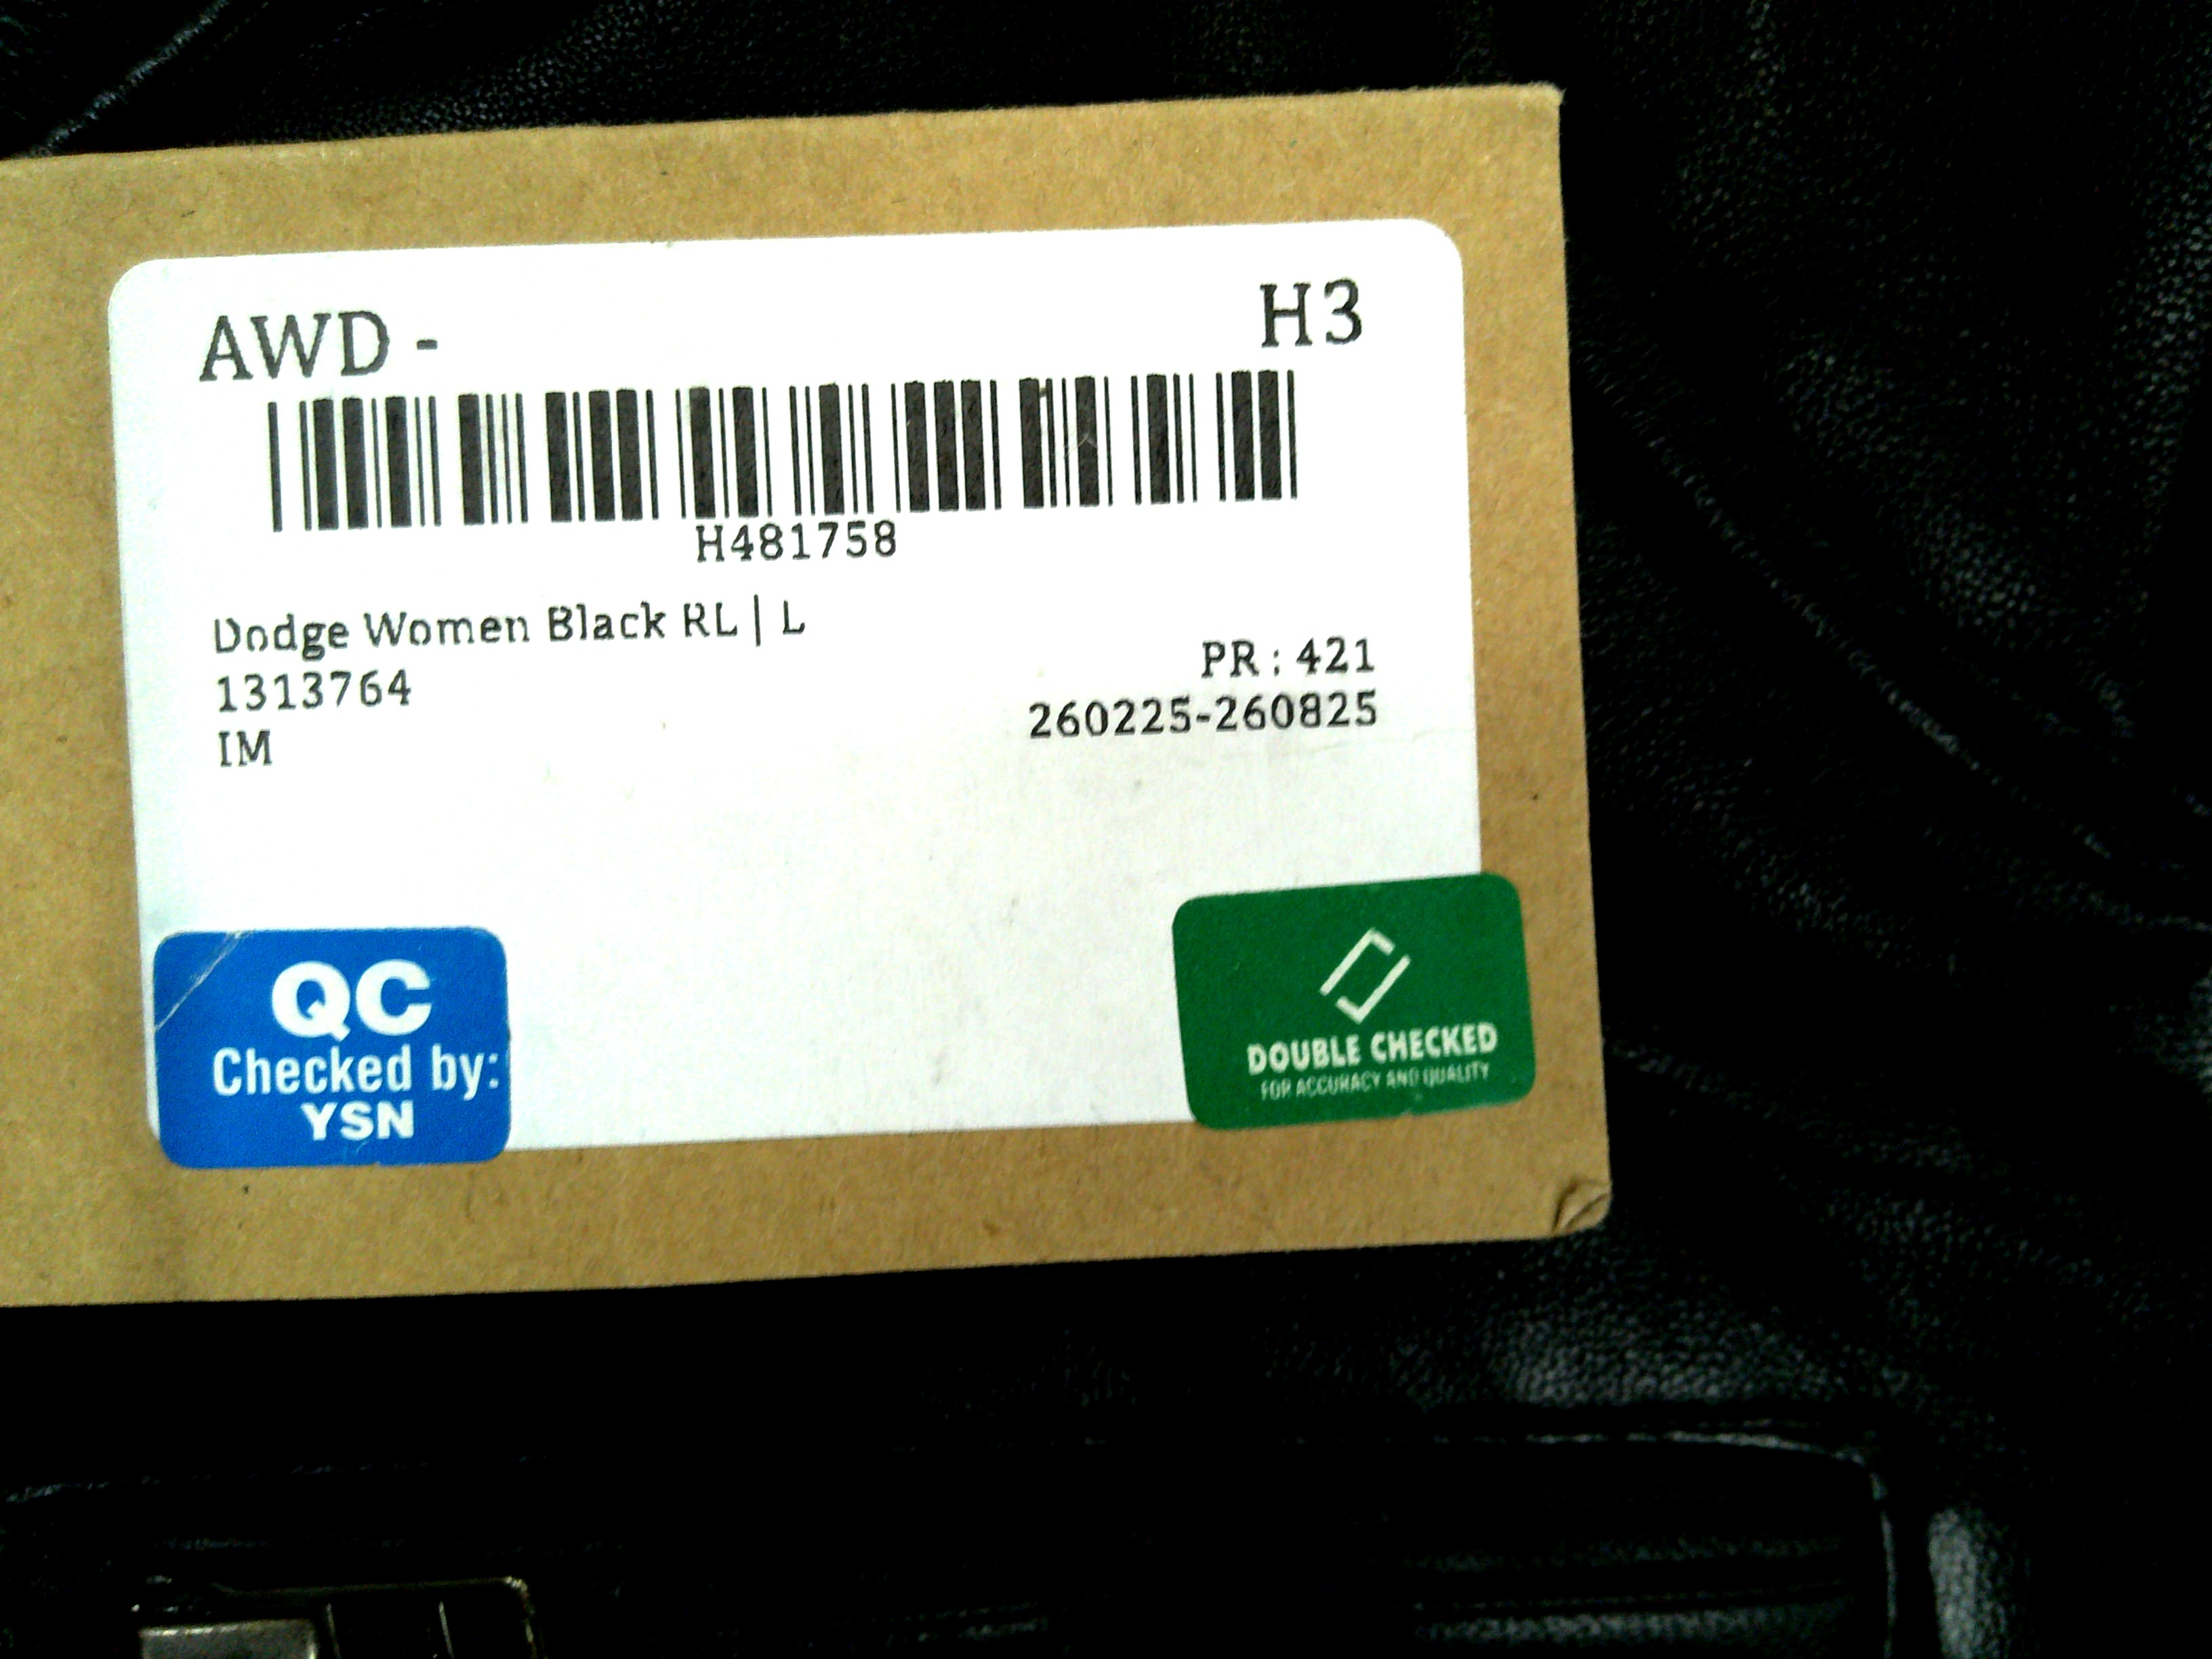 AWD - H3
H481758
Dodge Women Black RL | L
1313764 PR : 421
IM 260225-260825
QC
Checked by:
YSN
DOUBLE CHECKED
FOR ACCURACY AND QUALITY